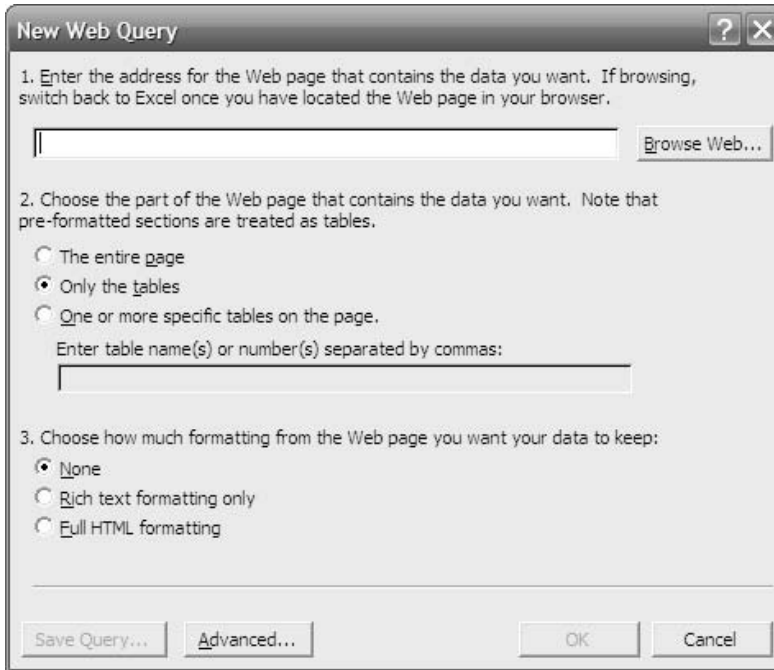 New Web Query
1. Enter the address for the Web page that contains the data you want. If browsing,
switch back to Excel once you have located the Web page in your browser.
Browse Web...
2. Choose the part of the Web page that contains the data you want. Note that
pre-formatted sections are treated as tables.
The entire page
Only the tables
One or more specific tables on the page.
Enter table name(s) or number(s) separated by commas:
3. Choose how much formatting from the Web page you want your data to keep:
None
Rich text formatting only
Full HTML formatting
Save Query... Advanced... OK Cancel